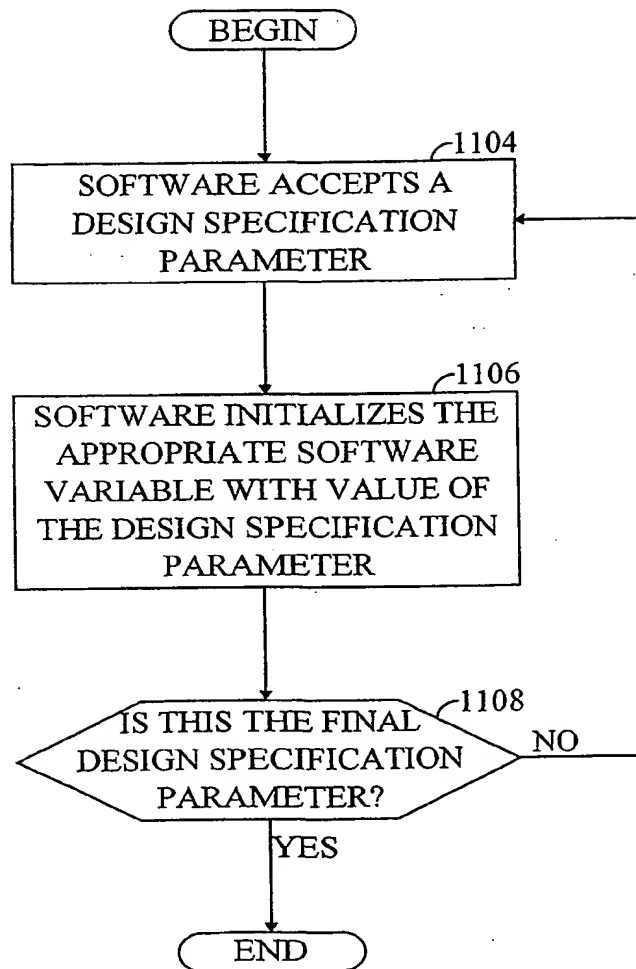 BEGIN
1104
SOFTWARE ACCEPTS A
DESIGN SPECIFICATION
PARAMETER
1106
SOFTWARE INITIALIZES THE
APPROPRIATE SOFTWARE
VARIABLE WITH VALUE OF
THE DESIGN SPECIFICATION
PARAMETER
1108
IS THIS THE FINAL
DESIGN SPECIFICATION
PARAMETER?
NO
YES
END